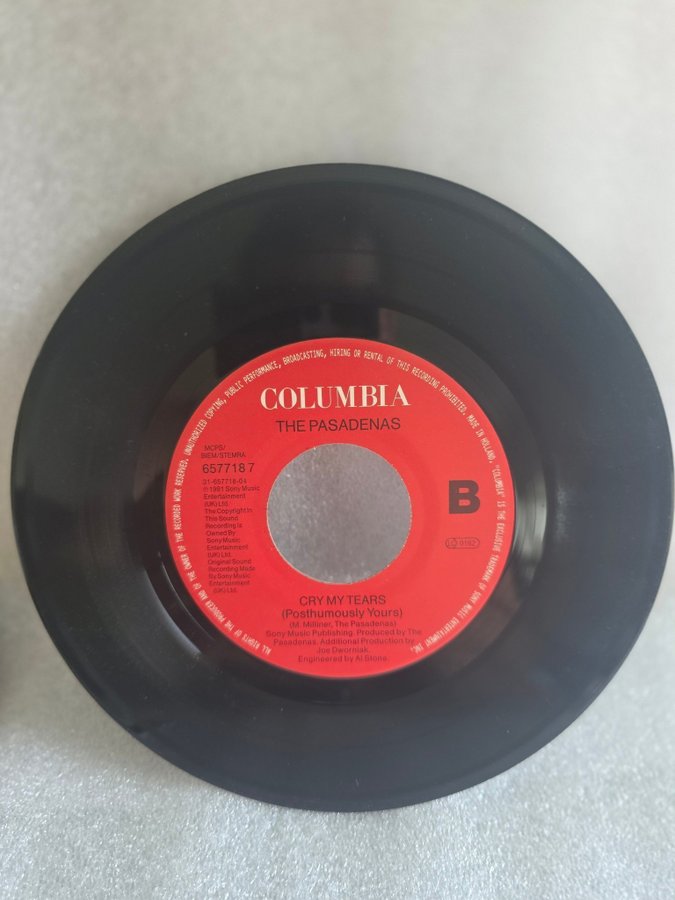 ALL RIGHTS OF THE PRODUCER AND OF THE OWNER OF THE RECORDED WORK RESERVED. UNAUTHORIZED COPYING, PUBLIC PERFORMANCE, BROADCASTING, HIRING OR RENTAL OF THIS RECORDING PROHIBITED. MADE IN HOLLAND. "COLUMBIA" IS THE EXCLUSIVE TRADEMARK OF SONY MUSIC ENTERTAINMENT INC.
COLUMBIA
THE PASADENAS
MCPS/
BIEM/STEMRA
657718 7
31-657718-04
℗ 1991 Sony Music
Entertainment
(UK) Ltd.
The Copyright in
This Sound
Recording is
Owned By
Sony Music
Entertainment
(UK) Ltd.
Original Sound
Recording Made
By Sony Music
Entertainment
(UK) Ltd.
B
LC 0162
CRY MY TEARS
(Posthumously Yours)
(M. Milliner, The Pasadenas)
Sony Music Publishing. Produced by The
Pasadenas. Additional Production by
Joe Dworniak.
Engineered by Al Stone.